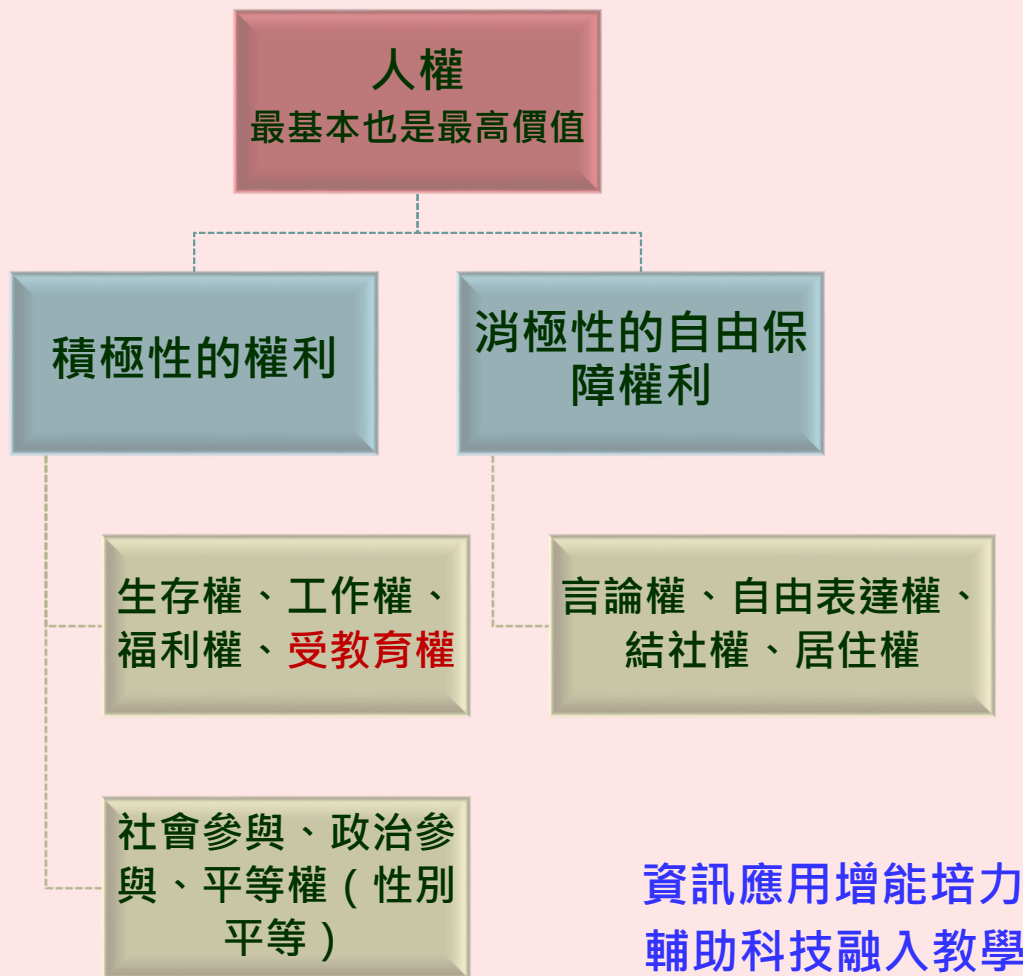 人權
最基本也是最高價值
積極性的權利
消極性的自由保
障權利
生存權、工作權、
福利權、受教育權
言論權、自由表達權、
結社權、居住權
社會參與、政治參
與、平等權（性別
平等）
資訊應用增能培力
輔助科技融入教學